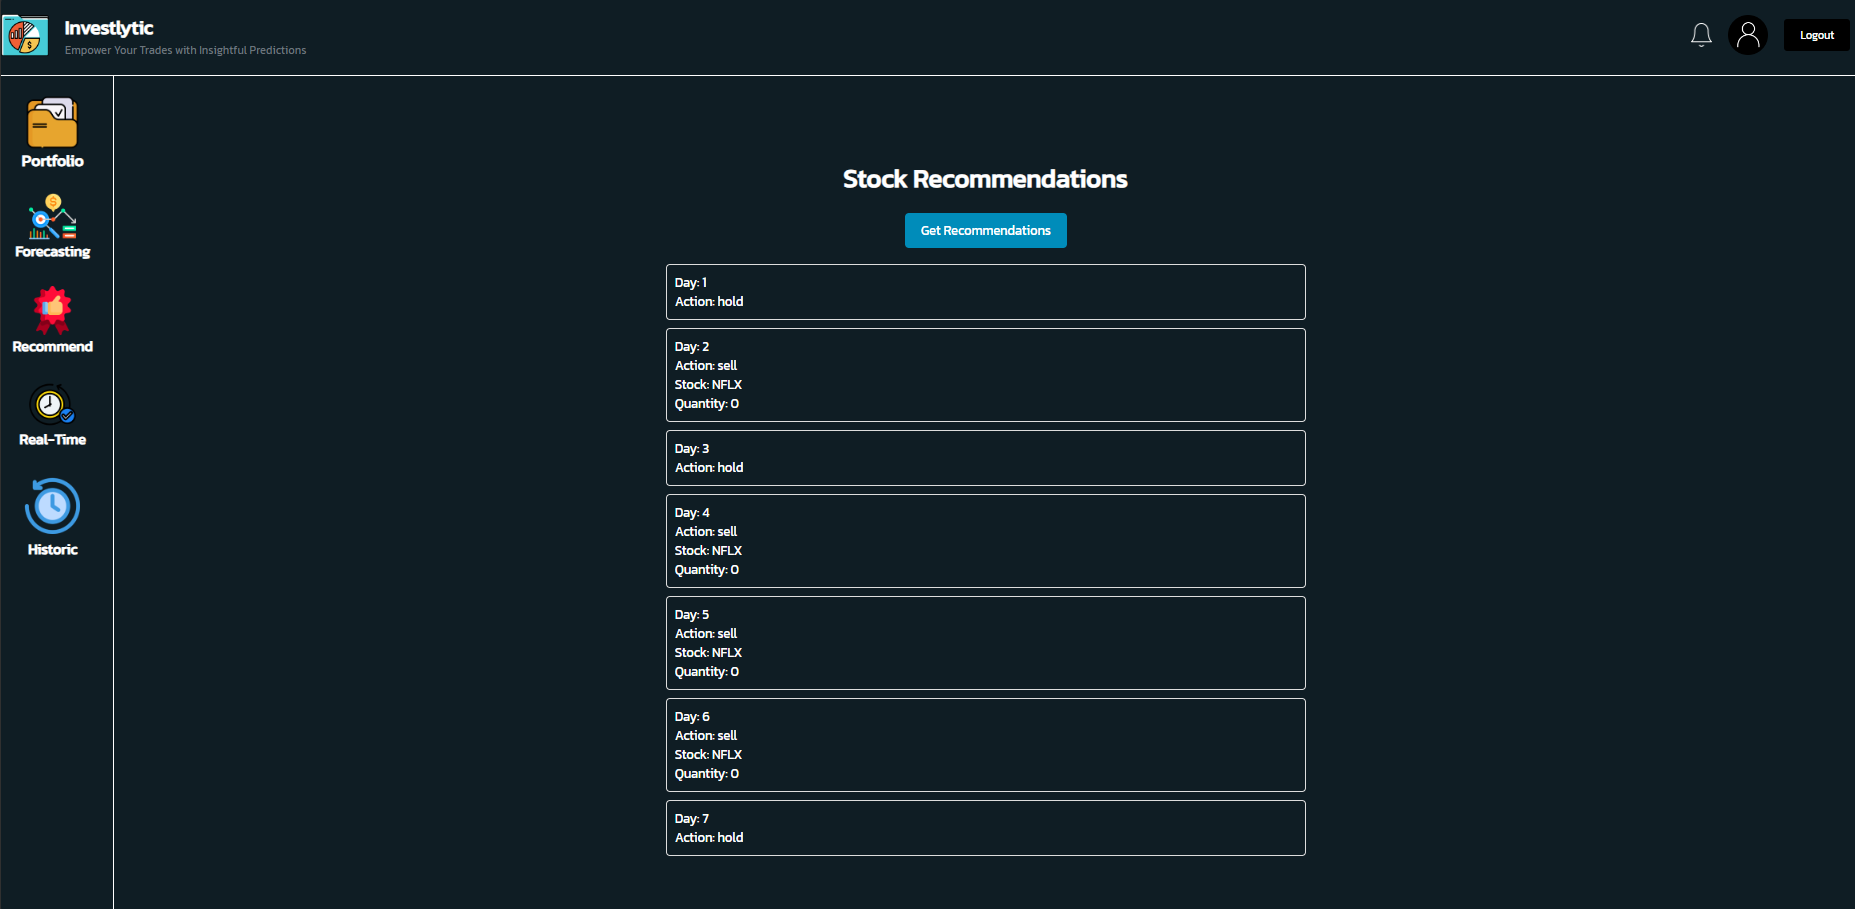 Investlytic
Empower Your Trades with Insightful Predictions
Logout
Portfolio
Forecasting
Recommend
Real-Time
Historic
Stock Recommendations
Get Recommendations
Day: 1
Action: hold
Day: 2
Action: sell
Stock: NFLX
Quantity: 0
Day: 3
Action: hold
Day: 4
Action: sell
Stock: NFLX
Quantity: 0
Day: 5
Action: sell
Stock: NFLX
Quantity: 0
Day: 6
Action: sell
Stock: NFLX
Quantity: 0
Day: 7
Action: hold